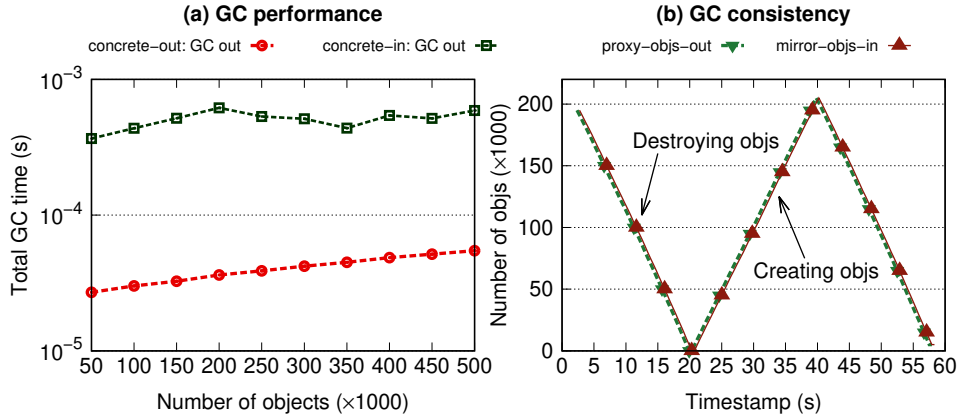 (a) GC performance
concrete-out: GC out
concrete-in: GC out
Total GC time (s)
10⁻³
10⁻⁴
10⁻⁵
50 100 150 200 250 300 350 400 450 500
Number of objects (×1000)
(b) GC consistency
proxy-objs-out
mirror-objs-in
Number of objs (×1000)
200
150
100
50
0
Destroying objs
Creating objs
0 5 10 15 20 25 30 35 40 45 50 55 60
Timestamp (s)